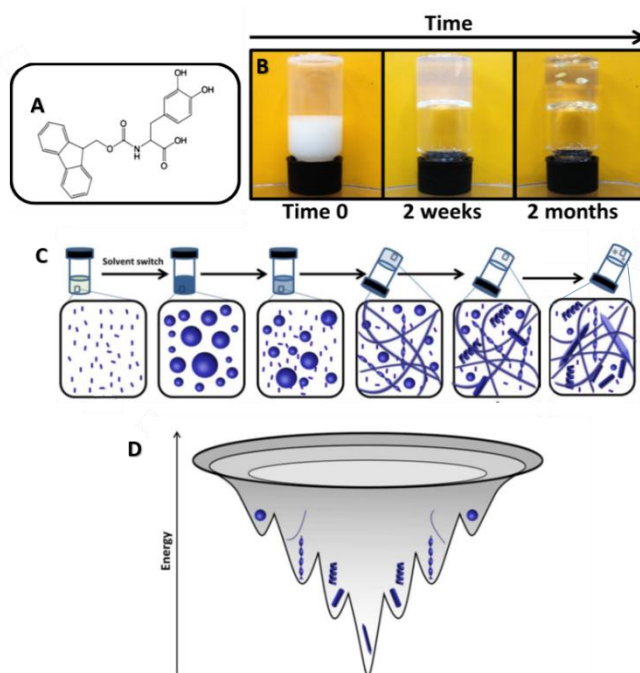 Time
A
OH
OH
O
O
N
H
OH
O
B
Time 0
2 weeks
2 months
C
Solvent switch
D
Energy